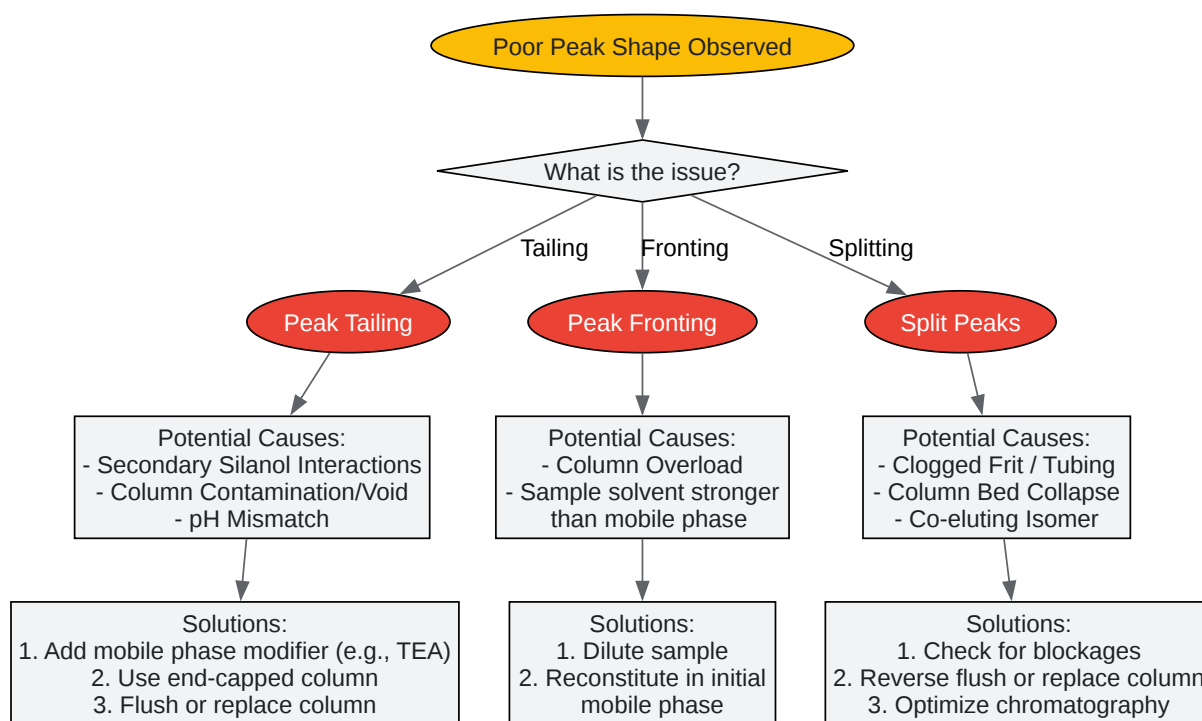 Poor Peak Shape Observed
What is the issue?
Tailing
Fronting
Splitting
Peak Tailing
Peak Fronting
Split Peaks
Potential Causes:
- Secondary Silanol Interactions
- Column Contamination/Void
- pH Mismatch
Potential Causes:
- Column Overload
- Sample solvent stronger
than mobile phase
Potential Causes:
- Clogged Frit / Tubing
- Column Bed Collapse
- Co-eluting Isomer
Solutions:
1. Add mobile phase modifier (e.g., TEA)
2. Use end-capped column
3. Flush or replace column
Solutions:
1. Dilute sample
2. Reconstitute in initial
mobile phase
Solutions:
1. Check for blockages
2. Reverse flush or replace column
3. Optimize chromatography